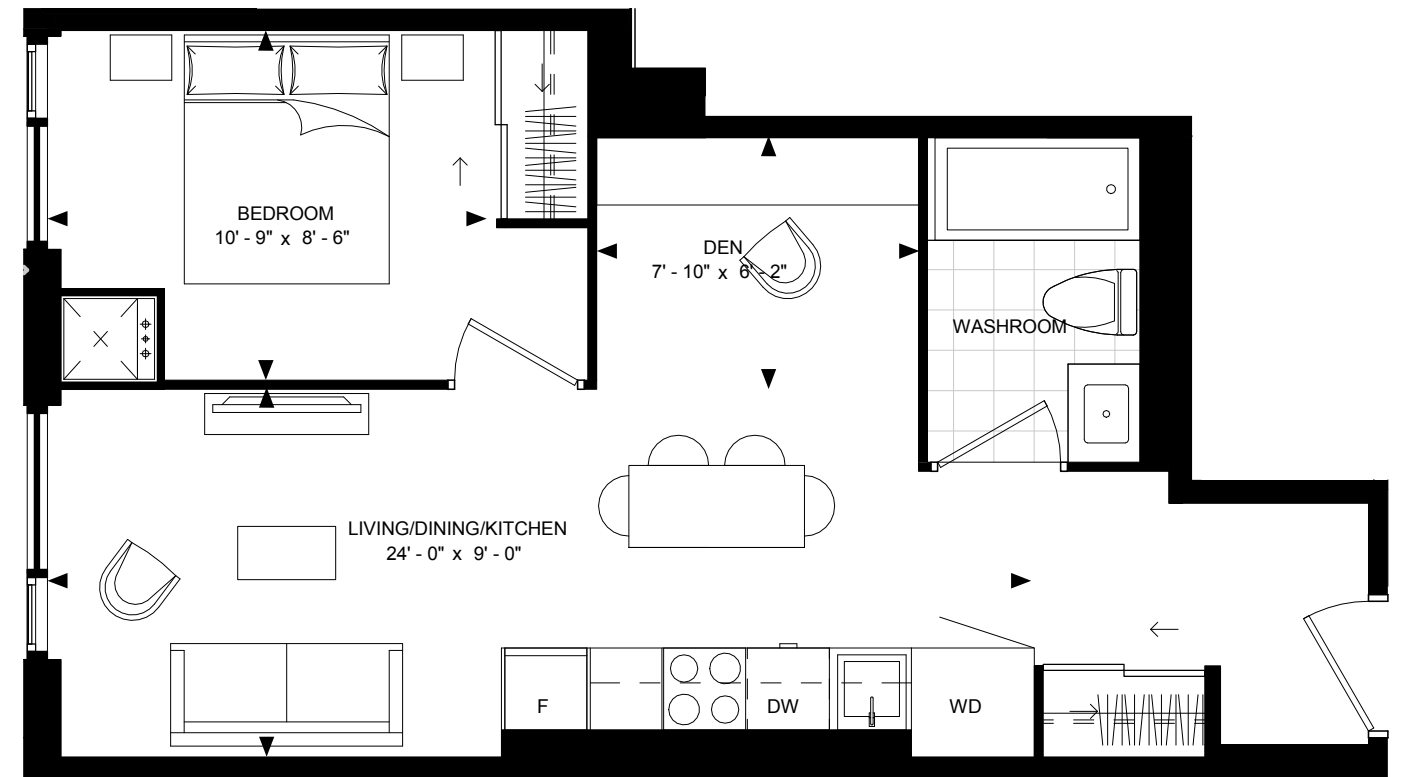 BEDROOM
10' - 9" x 8' - 6"
DEN
7' - 10" x 6' - 2"
WASHROOM
LIVING/DINING/KITCHEN
24' - 0" x 9' - 0"
F
DW
WD